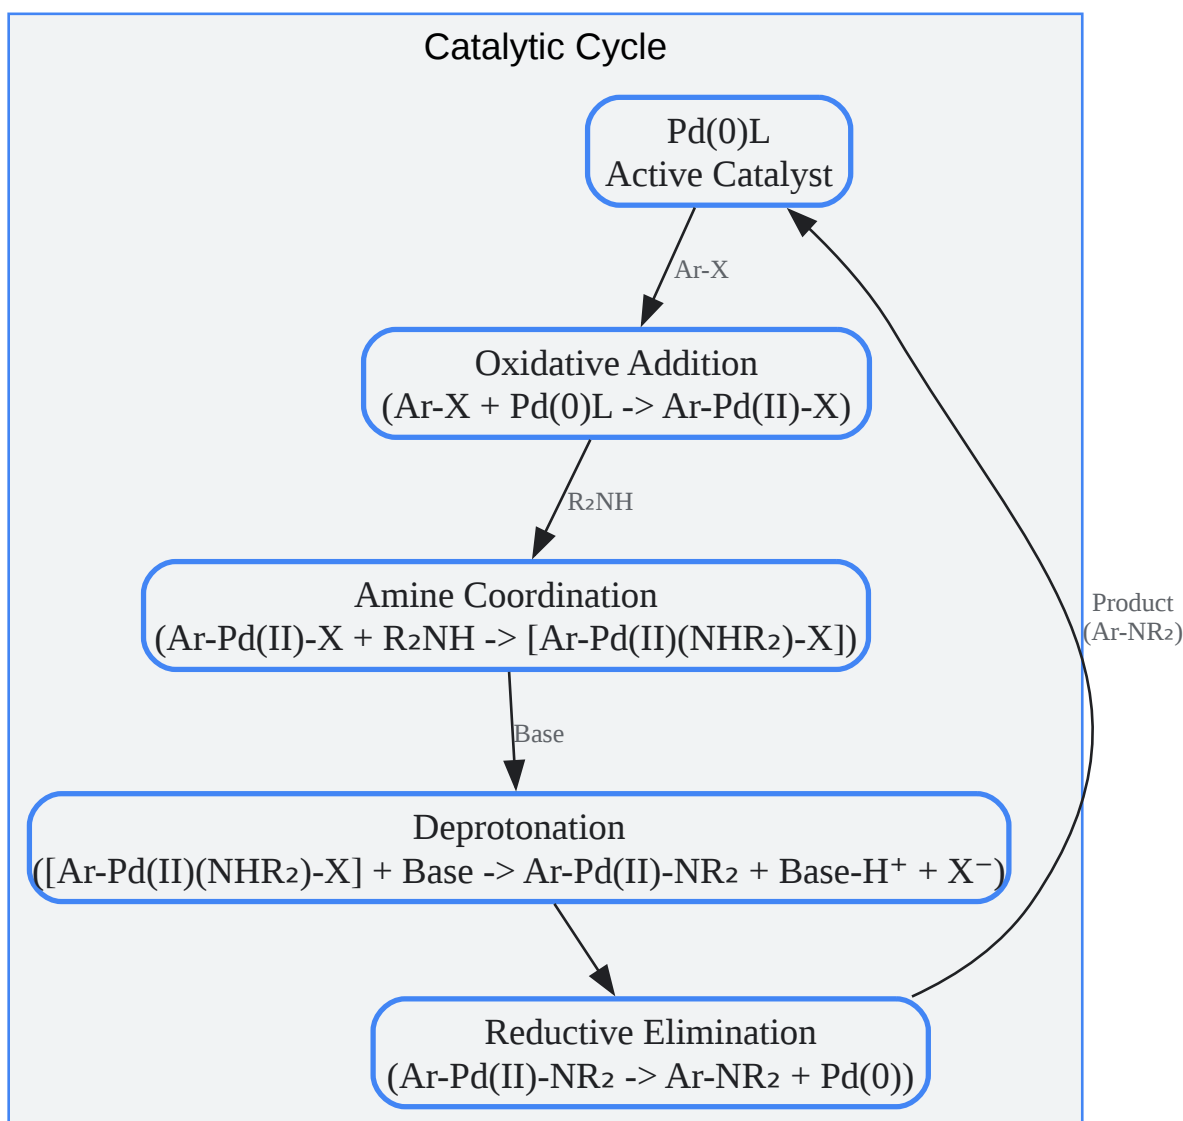 Catalytic Cycle
Pd(0)L
Active Catalyst
Ar-X
Oxidative Addition
(Ar-X + Pd(0)L -> Ar-Pd(II)-X)
R₂NH
Amine Coordination
(Ar-Pd(II)-X + R₂NH -> [Ar-Pd(II)(NHR₂)-X])
Product
(Ar-NR₂)
Base
Deprotonation
([Ar-Pd(II)(NHR₂)-X] + Base -> Ar-Pd(II)-NR₂ + Base-H⁺ + X⁻)
Reductive Elimination
(Ar-Pd(II)-NR₂ -> Ar-NR₂ + Pd(0))